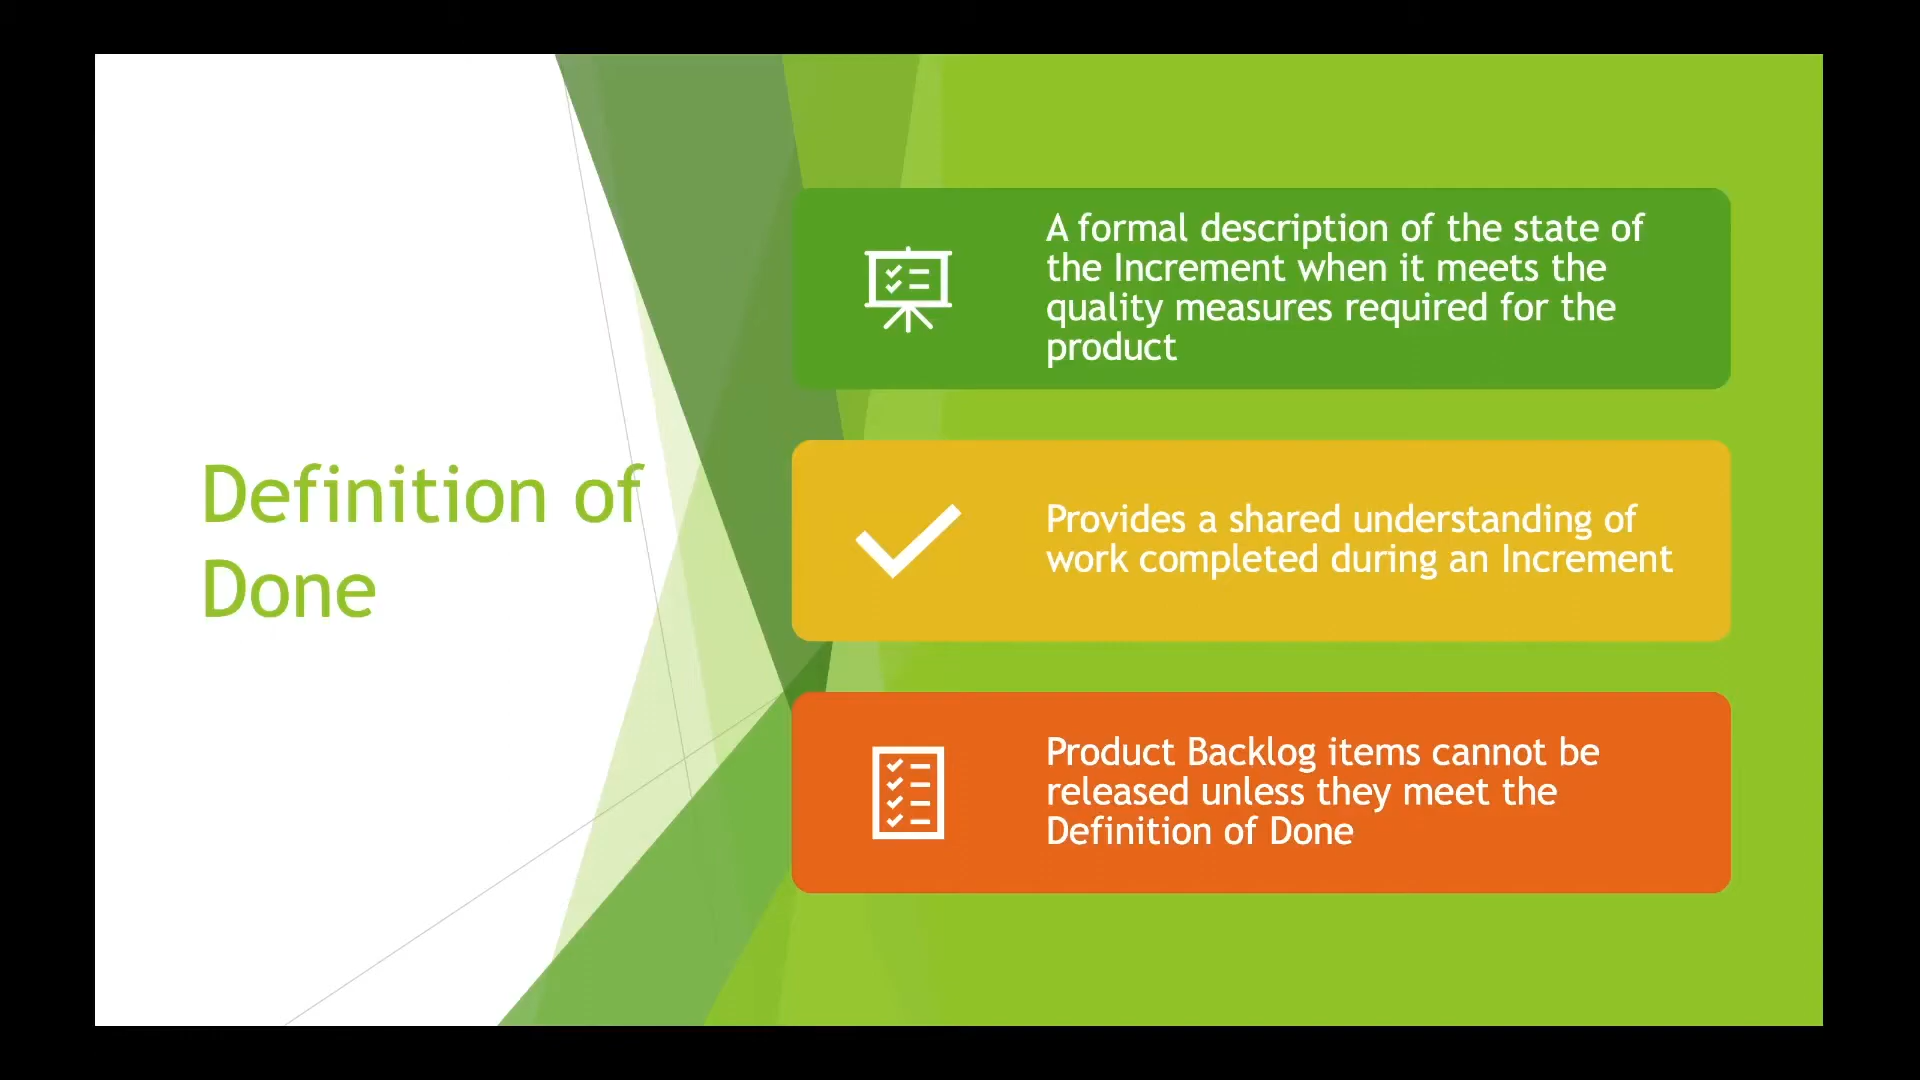 Definition of
Done
A formal description of the state of
the Increment when it meets the
quality measures required for the
product
Provides a shared understanding of
work completed during an Increment
Product Backlog items cannot be
released unless they meet the
Definition of Done